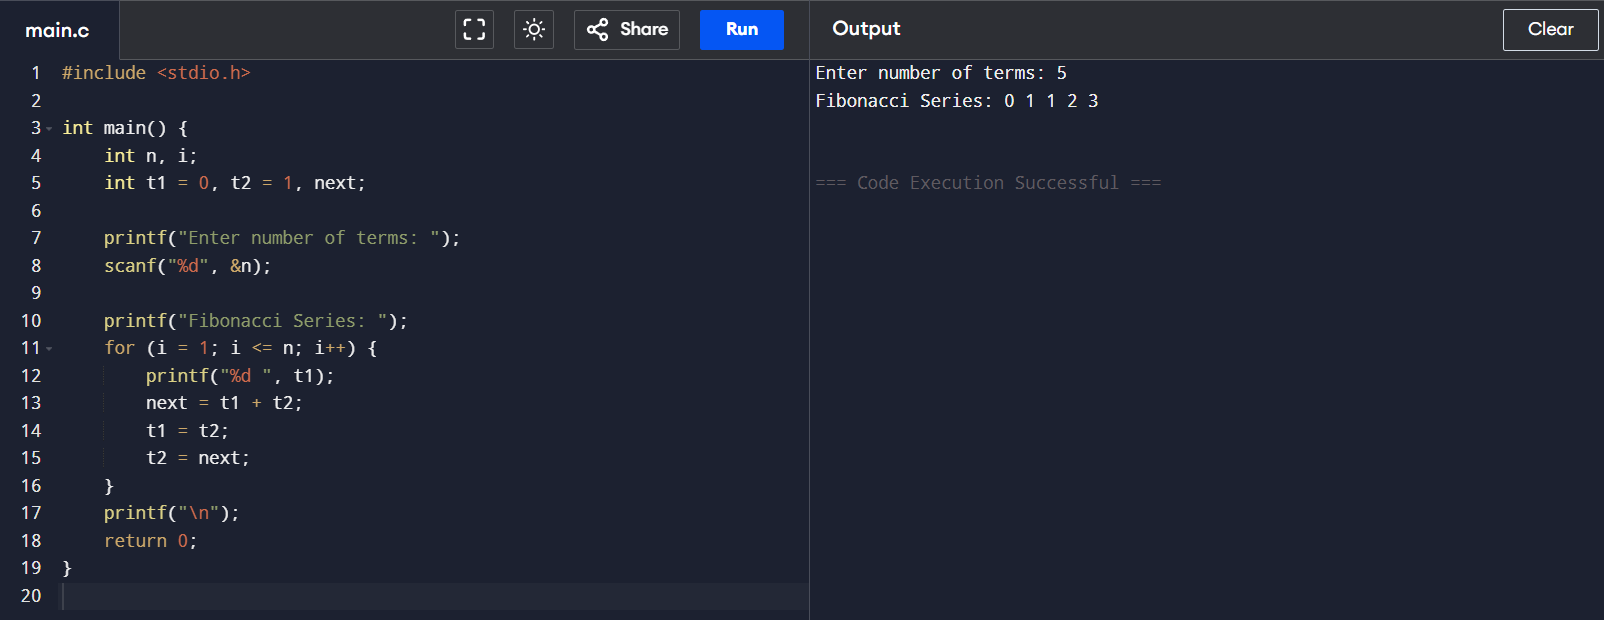 main.c
Share
Run
Output
Clear
1 #include <stdio.h>
2
3 int main() {
4     int n, i;
5     int t1 = 0, t2 = 1, next;
6
7     printf("Enter number of terms: ");
8     scanf("%d", &n);
9
10     printf("Fibonacci Series: ");
11     for (i = 1; i <= n; i++) {
12         printf("%d ", t1);
13         next = t1 + t2;
14         t1 = t2;
15         t2 = next;
16     }
17     printf("\n");
18     return 0;
19 }
20
Enter number of terms: 5
Fibonacci Series: 0 1 1 2 3
=== Code Execution Successful ===